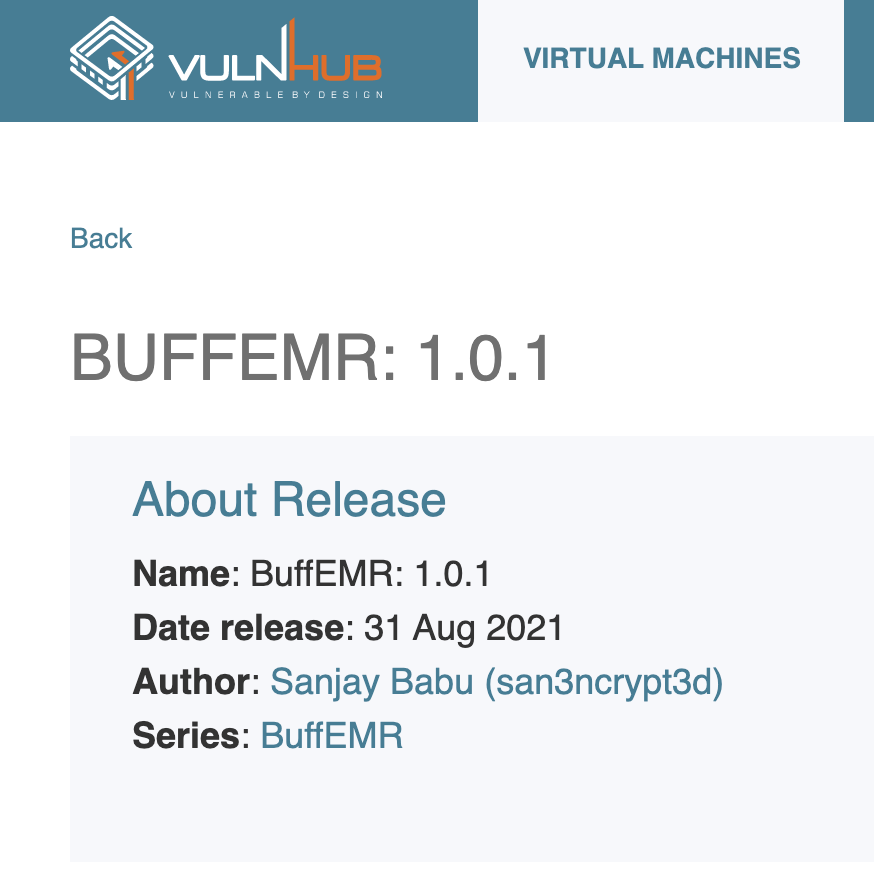 VULNHUB
VULNERABLE BY DESIGN
VIRTUAL MACHINES
Back
BUFFEMR: 1.0.1
About Release
Name: BuffEMR: 1.0.1
Date release: 31 Aug 2021
Author: Sanjay Babu (san3ncrypt3d)
Series: BuffEMR